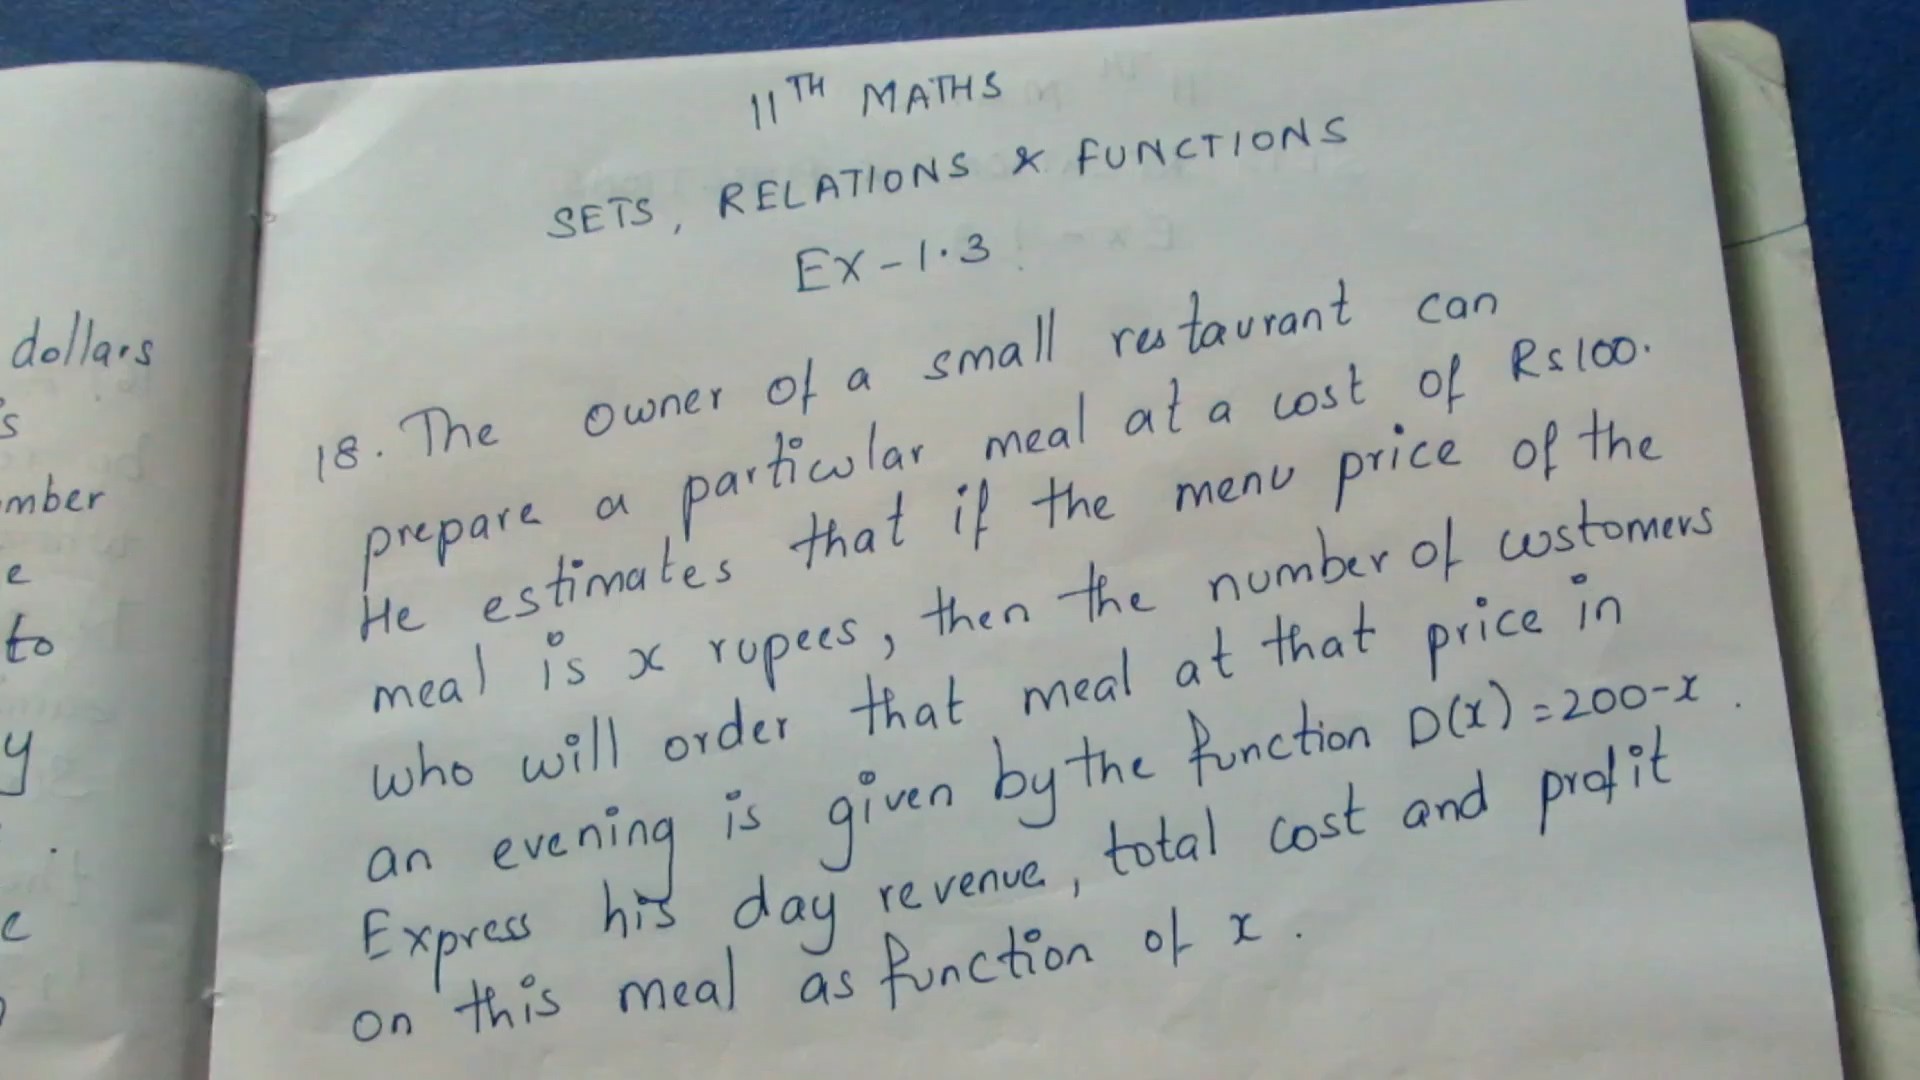 dollars
mber
e
to
y
e
11TH MATHS
SETS, RELATIONS & FUNCTIONS
EX-1.3
18. The owner of a small restaurant can
prepare a particular meal at a cost of Rs100.
He estimates that if the menu price of the
meal is x rupees, then the number of customers
who will order that meal at that price in
an evening is given by the function D(x)=200-x.
Express his day revenue, total cost and profit
on this meal as function of x.